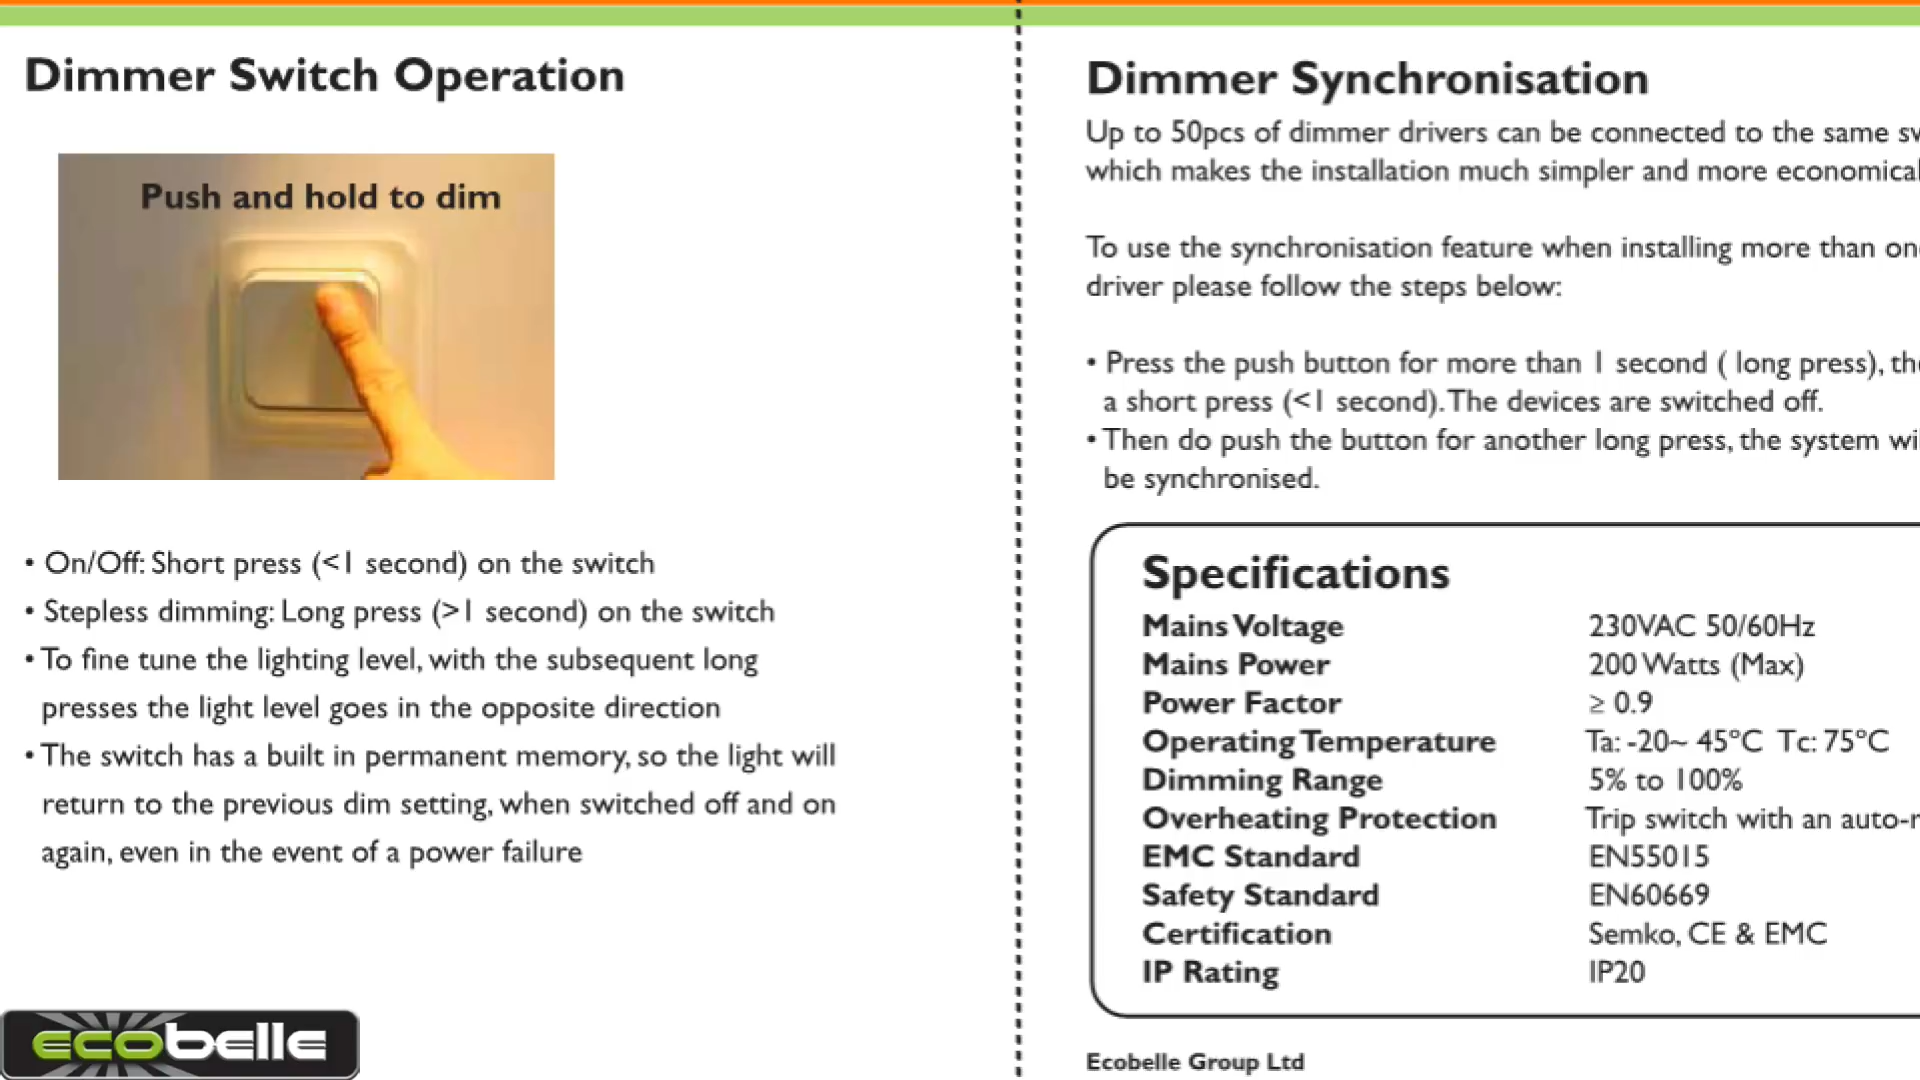 Dimmer Switch Operation
Push and hold to dim
• On/Off: Short press (<1 second) on the switch
• Stepless dimming: Long press (>1 second) on the switch
• To fine tune the lighting level, with the subsequent long
presses the light level goes in the opposite direction
• The switch has a built in permanent memory, so the light will
return to the previous dim setting, when switched off and on
again, even in the event of a power failure
ecobelle
Dimmer Synchronisation
Up to 50pcs of dimmer drivers can be connected to the same
which makes the installation much simpler and more economical
To use the synchronisation feature when installing more than
driver please follow the steps below:
• Press the push button for more than 1 second ( long press),
a short press (<1 second). The devices are switched off.
• Then do push the button for another long press, the system
be synchronised.
Specifications
Mains Voltage 230VAC 50/60Hz
Mains Power 200 Watts (Max)
Power Factor ≥ 0.9
Operating Temperature Ta: -20~ 45°C Tc: 75°C
Dimming Range 5% to 100%
Overheating Protection Trip switch with an
EMC Standard EN55015
Safety Standard EN60669
Certification Semko, CE & EMC
IP Rating IP20
Ecobelle Group Ltd